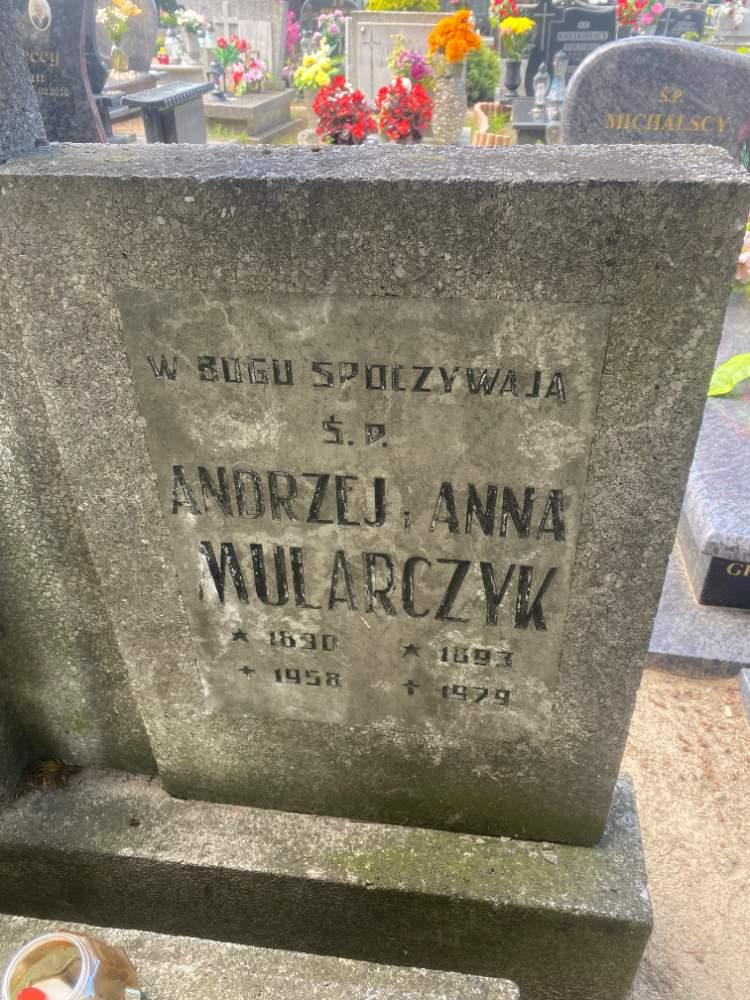 W BOGU SPOCZYWAJA
Ś.P.
ANDRZEJ i ANNA
MULARCZYK
★ 1890 ★ 1893
+ 1958 + 1979
Ś.P.
MICHALSCY